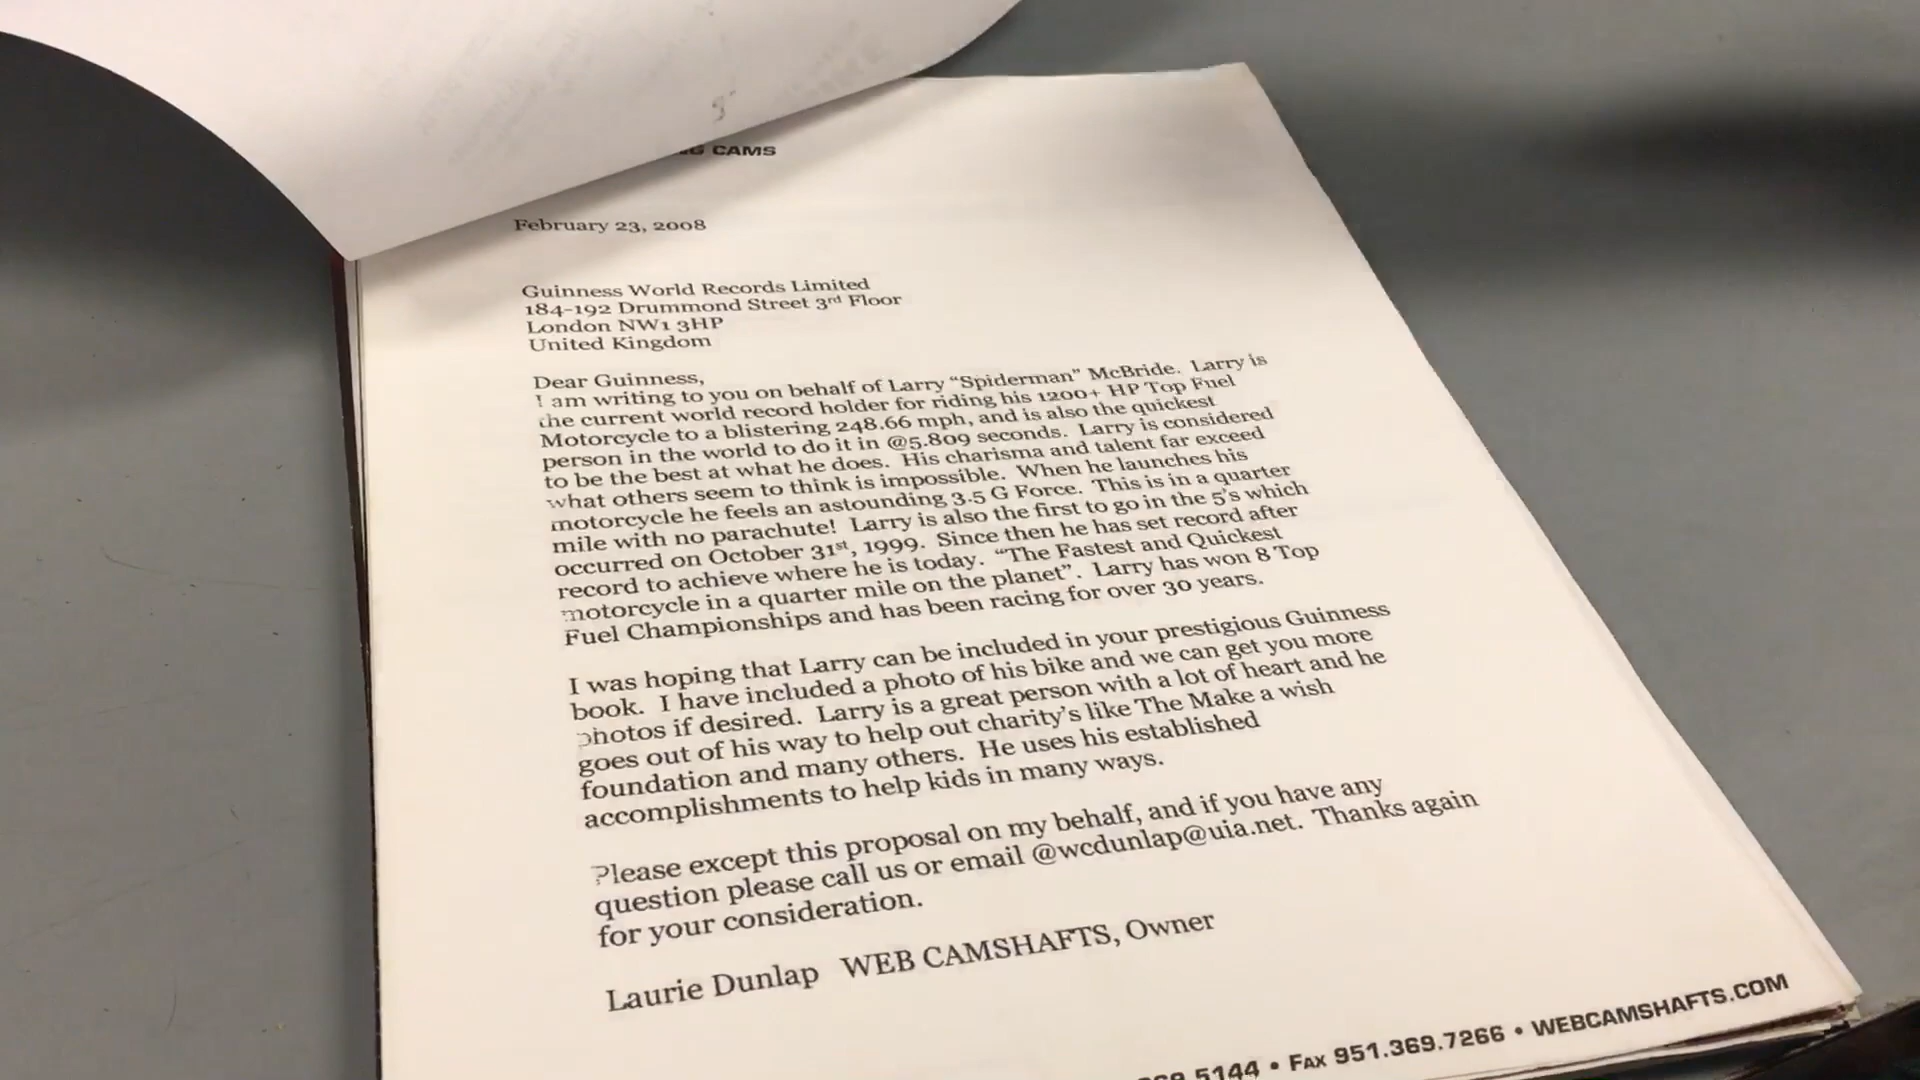 CAMS
February 23, 2008
Guinness World Records Limited
184-192 Drummond Street 3rd Floor
London NW1 3HP
United Kingdom
Dear Guinness,
I am writing to you on behalf of Larry “Spiderman” McBride. Larry is
the current world record holder for riding his 1200+ HP Top Fuel
Motorcycle to a blistering 248.66 mph, and is also the quickest
person in the world to do it in @5.809 seconds. Larry is considered
to be the best at what he does. His charisma and talent far exceed
what others seem to think is impossible. When he launches his
motorcycle he feels an astounding 3.5 G Force. This is in a quarter
mile with no parachute! Larry is also the first to go in the 5’s which
occurred on October 31st, 1999. Since then he has set record after
record to achieve where he is today. “The Fastest and Quickest
motorcycle in a quarter mile on the planet”. Larry has won 8 Top
Fuel Championships and has been racing for over 30 years.
I was hoping that Larry can be included in your prestigious Guinness
book. I have included a photo of his bike and we can get you more
photos if desired. Larry is a great person with a lot of heart and he
goes out of his way to help out charity’s like The Make a wish
foundation and many others. He uses his established
accomplishments to help kids in many ways.
Please except this proposal on my behalf, and if you have any
question please call us or email @wcdunlap@uia.net. Thanks again
for your consideration.
Laurie Dunlap WEB CAMSHAFTS, Owner
5144 • FAX 951.369.7266 • WEBCAMSHAFTS.COM